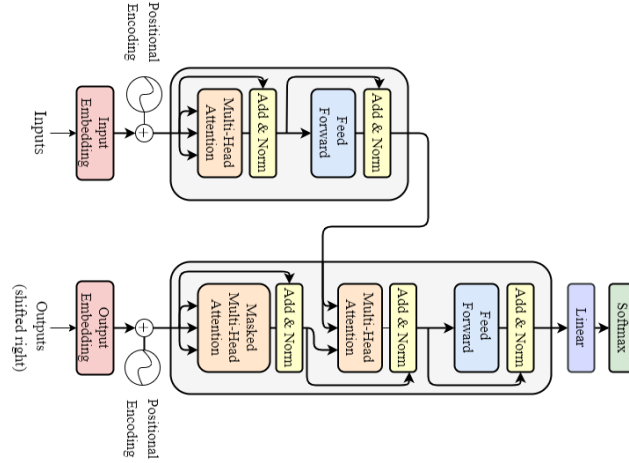 Positional
Encoding
Inputs
Input
Embedding
Multi-Head
Attention
Add & Norm
Feed
Forward
Add & Norm
Outputs
(shifted right)
Output
Embedding
Positional
Encoding
Masked
Multi-Head
Attention
Add & Norm
Multi-Head
Attention
Add & Norm
Feed
Forward
Add & Norm
Linear
Softmax